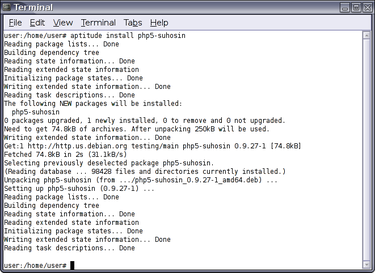 Terminal
File Edit View Terminal Tabs Help
user:/home/user# aptitude install php5-suhosin
Reading package lists... Done
Building dependency tree
Reading state information... Done
Reading extended state information
Initializing package states... Done
Writing extended state information... Done
Reading task descriptions... Done
The following NEW packages will be installed:
php5-suhosin
0 packages upgraded, 1 newly installed, 0 to remove and 0 not upgraded.
Need to get 74.8kB of archives. After unpacking 250kB will be used.
Writing extended state information... Done
Get:1 http://http.us.debian.org testing/main php5-suhosin 0.9.27-1 [74.8kB]
Fetched 74.8kB in 2s (31.1kB/s)
Selecting previously deselected package php5-suhosin.
(Reading database ... 98428 files and directories currently installed.)
Unpacking php5-suhosin (from .../php5-suhosin_0.9.27-1_amd64.deb) ...
Setting up php5-suhosin (0.9.27-1) ...
Reading package lists... Done
Building dependency tree
Reading state information... Done
Reading extended state information
Initializing package states... Done
Writing extended state information... Done
Reading task descriptions... Done
user:/home/user#